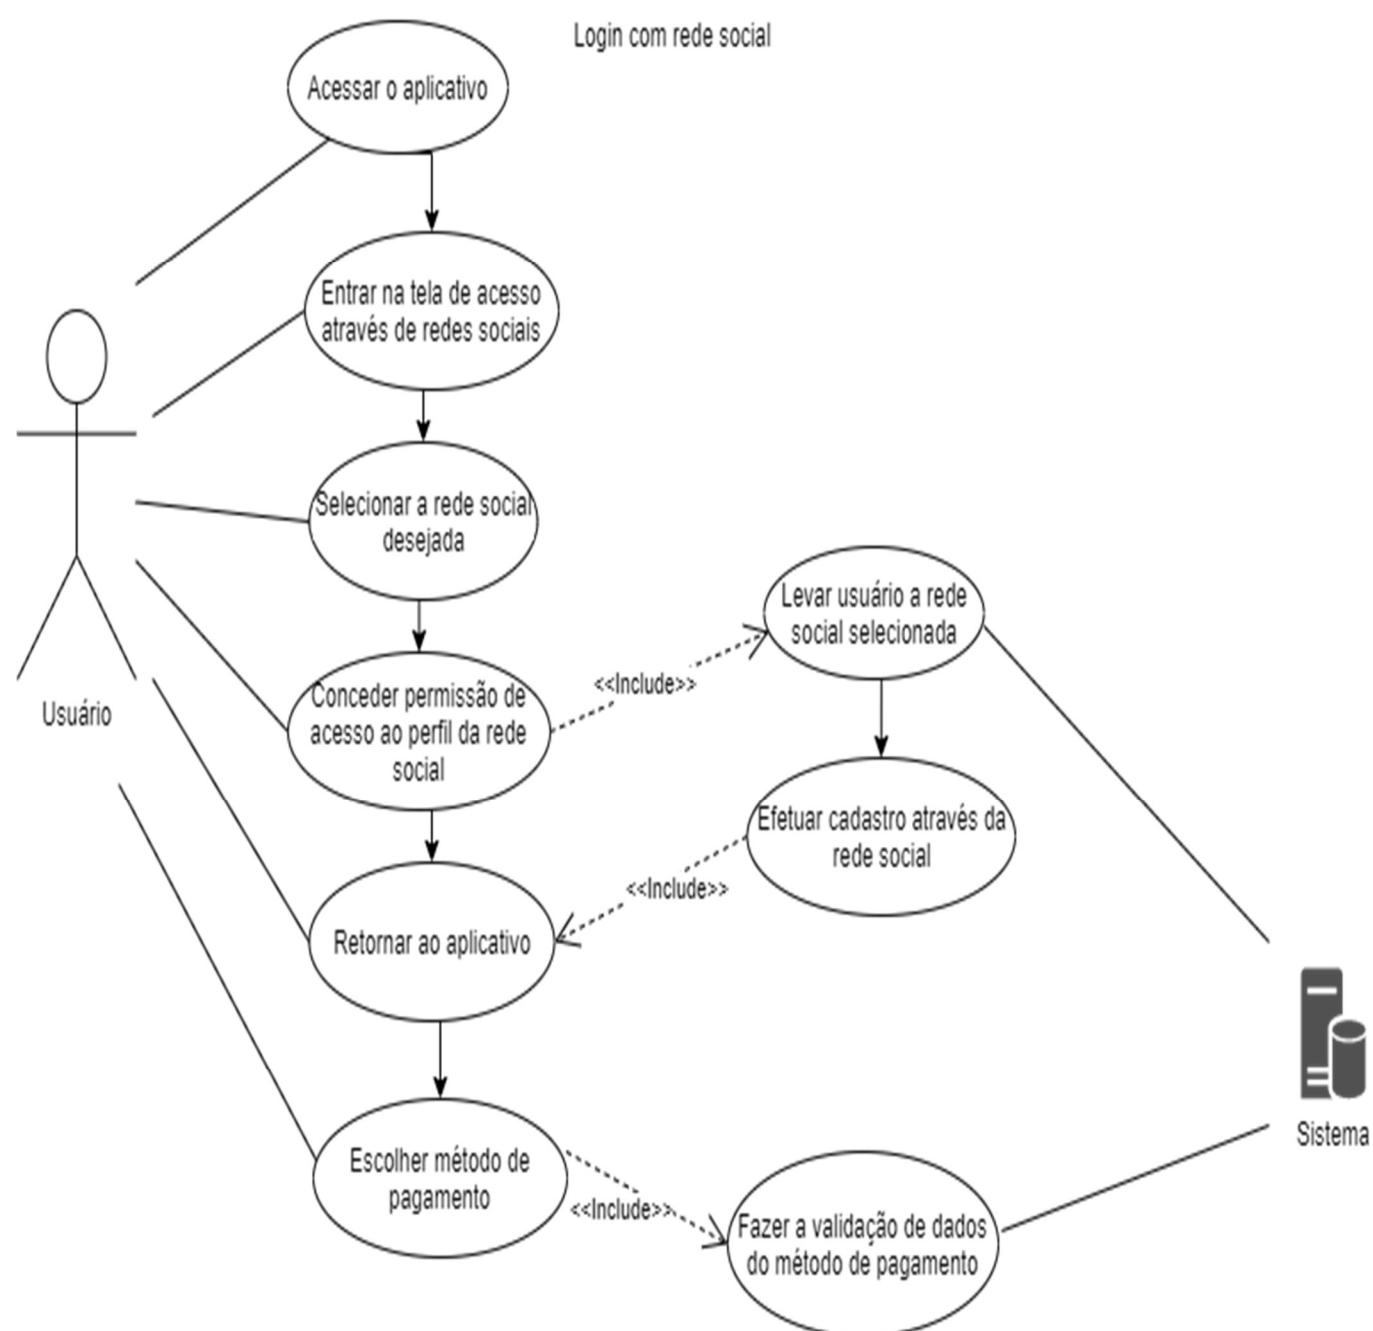 Login com rede social
Acessar o aplicativo
Entrar na tela de acesso
através de redes sociais
Selecionar a rede social
desejada
Levar usuário a rede
social selecionada
<<Include>>
Conceder permissão de
acesso ao perfil da rede
social
Usuário
Efetuar cadastro através da
rede social
<<Include>>
Retornar ao aplicativo
Sistema
Escolher método de
pagamento
<<Include>>
Fazer a validação de dados
do método de pagamento